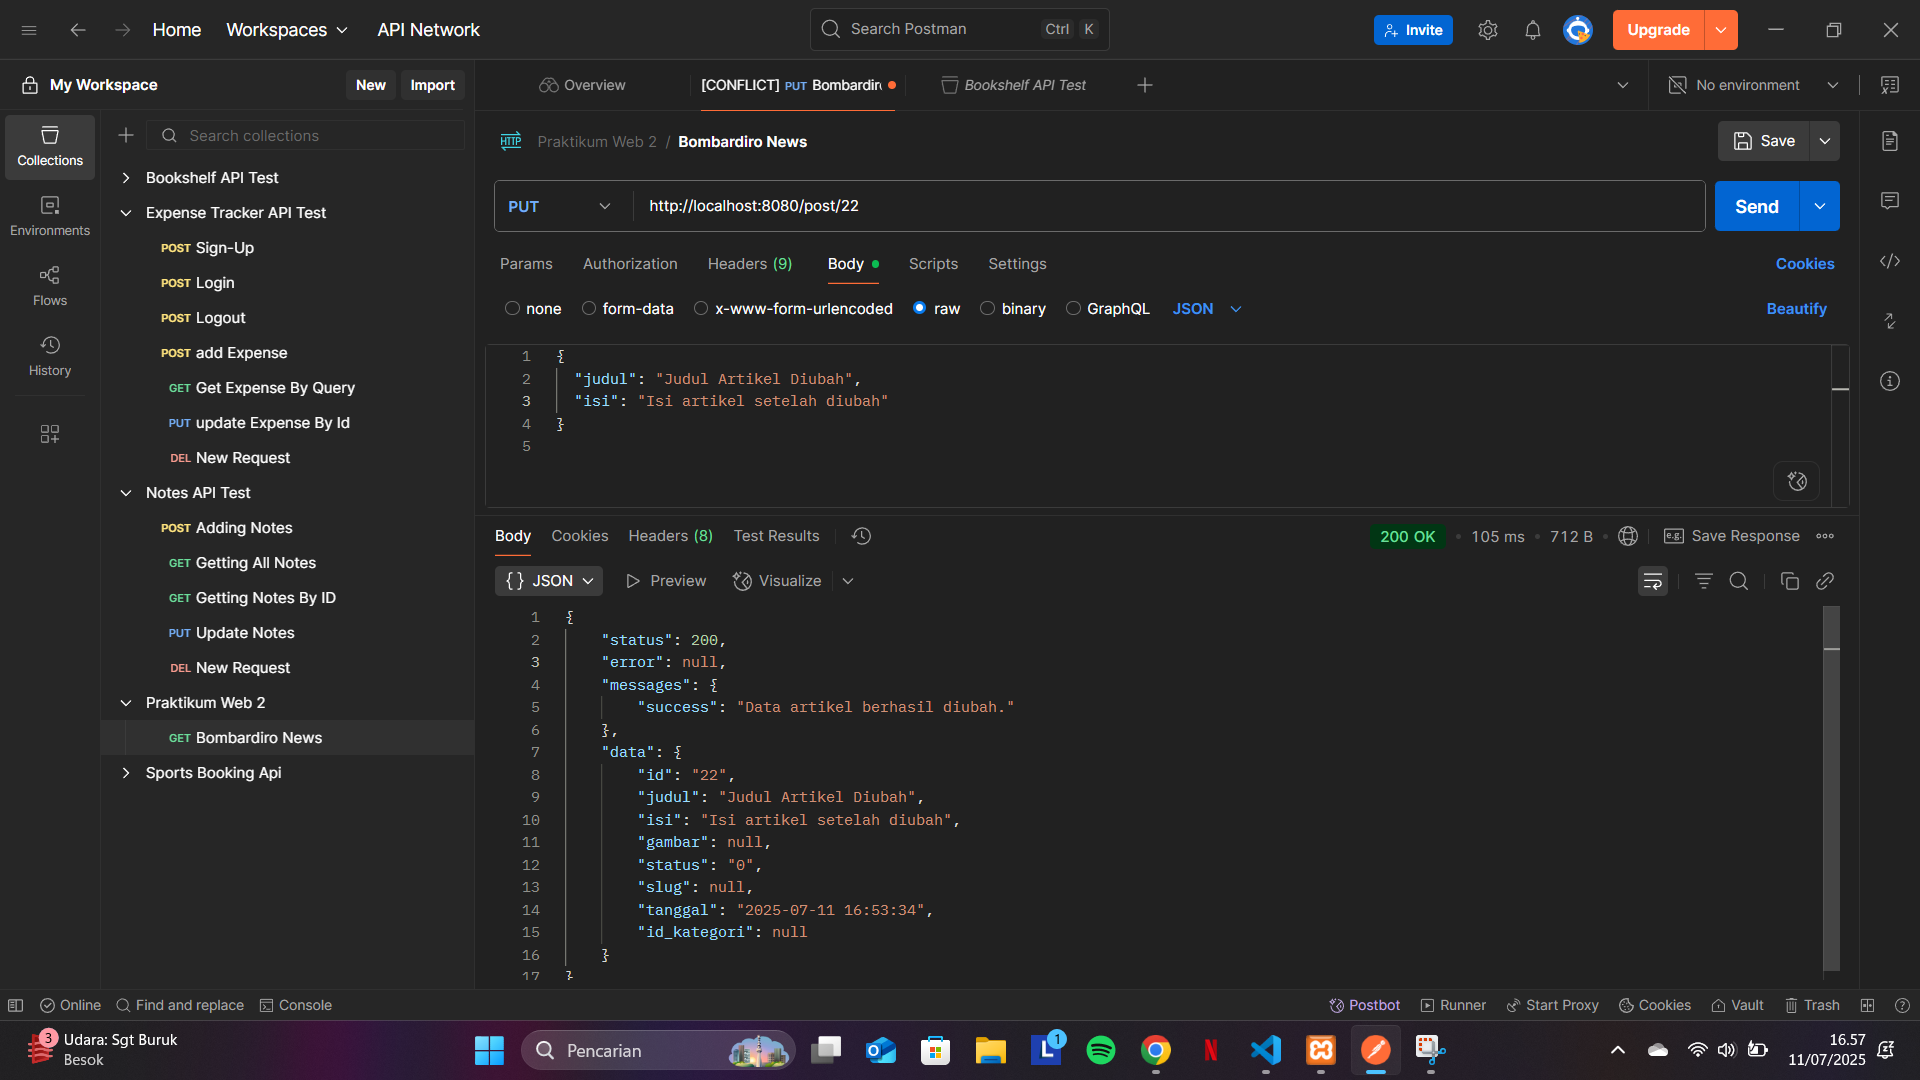 Home
Workspaces
API Network
Search Postman
Ctrl K
Invite
Upgrade
My Workspace
New
Import
Overview
[CONFLICT] PUT Bombardir
Bookshelf API Test
No environment
Collections
Environments
Flows
History
Search collections
Bookshelf API Test
Expense Tracker API Test
POST Sign-Up
POST Login
POST Logout
POST add Expense
GET Get Expense By Query
PUT update Expense By Id
DEL New Request
Notes API Test
POST Adding Notes
GET Getting All Notes
GET Getting Notes By ID
PUT Update Notes
DEL New Request
Praktikum Web 2
GET Bombardiro News
Sports Booking Api
HTTP Praktikum Web 2 / Bombardiro News
Save
PUT
http://localhost:8080/post/22
Send
Params
Authorization
Headers (9)
Body
Scripts
Settings
Cookies
none
form-data
x-www-form-urlencoded
raw
binary
GraphQL
JSON
Beautify
1 {
2 "judul": "Judul Artikel Diubah",
3 "isi": "Isi artikel setelah diubah"
4 }
5
Body
Cookies
Headers (8)
Test Results
200 OK
105 ms
712 B
e.g. Save Response
{} JSON
Preview
Visualize
1 {
2 "status": 200,
3 "error": null,
4 "messages": {
5 "success": "Data artikel berhasil diubah."
6 },
7 "data": {
8 "id": "22",
9 "judul": "Judul Artikel Diubah",
10 "isi": "Isi artikel setelah diubah",
11 "gambar": null,
12 "status": "0",
13 "slug": null,
14 "tanggal": "2025-07-11 16:53:34",
15 "id_kategori": null
16 }
17 }
Online
Find and replace
Console
Postbot
Runner
Start Proxy
Cookies
Vault
Trash
3
Udara: Sgt Buruk
Besok
Pencarian
L
1
N
16.57
11/07/2025